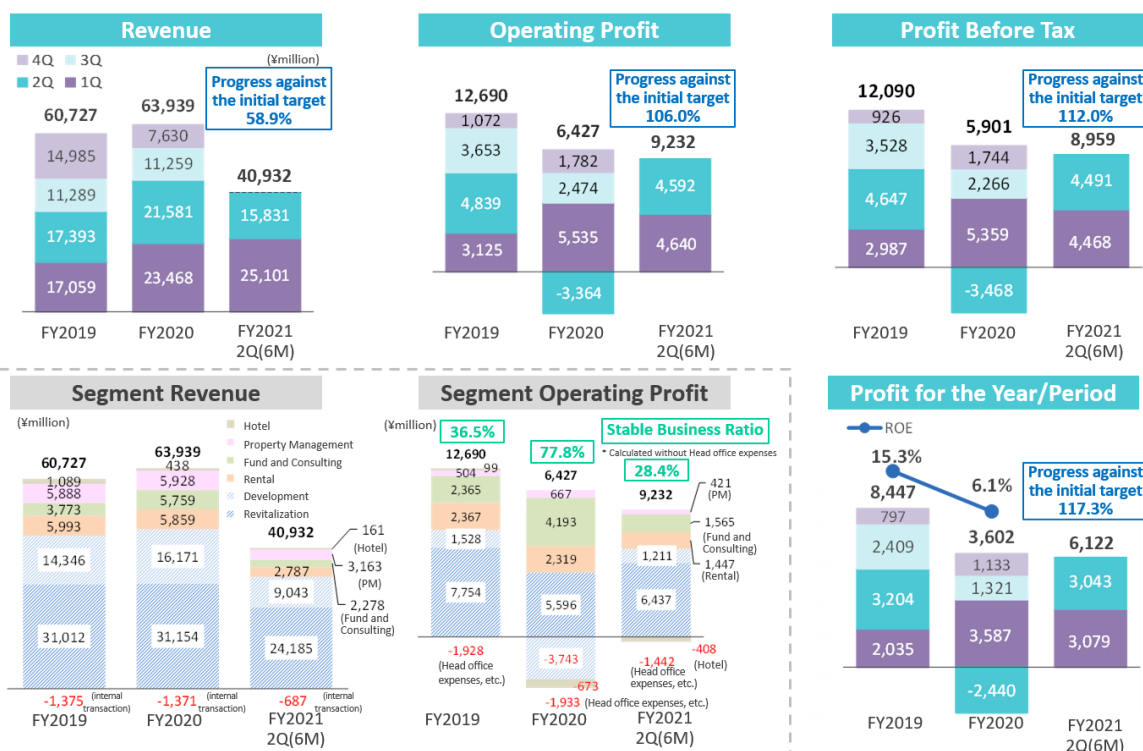 Revenue
(¥million)
4Q
3Q
2Q
1Q
Progress against
the initial target
58.9%
60,727
14,985
11,289
17,393
17,059
63,939
7,630
11,259
21,581
23,468
40,932
15,831
25,101
FY2019
FY2020
FY2021
2Q(6M)
Operating Profit
Progress against
the initial target
106.0%
12,690
1,072
3,653
4,839
3,125
6,427
1,782
2,474
5,535
-3,364
9,232
4,592
4,640
FY2019
FY2020
FY2021
2Q(6M)
Profit Before Tax
Progress against
the initial target
112.0%
12,090
926
3,528
4,647
2,987
5,901
1,744
2,266
5,359
-3,468
8,959
4,491
4,468
FY2019
FY2020
FY2021
2Q(6M)
Segment Revenue
(¥million)
Hotel
Property Management
Fund and Consulting
Rental
Development
Revitalization
60,727
1,089
5,888
3,773
5,993
14,346
31,012
-1,375 (internal
transaction)
63,939
438
5,928
5,759
5,859
16,171
31,154
-1,371 (internal
transaction)
40,932
161
(Hotel)
3,163
(PM)
2,278
(Fund and
Consulting)
2,787
9,043
24,185
-687 (internal
transaction)
FY2019
FY2020
FY2021
2Q(6M)
Segment Operating Profit
(¥million)
Stable Business Ratio
* Calculated without Head office expenses
36.5%
12,690
99
504
2,365
2,367
1,528
7,754
-1,928
(Head office
expenses, etc.)
77.8%
6,427
667
4,193
2,319
5,596
-3,743
-673
-1,933 (Head office expenses, etc.)
28.4%
9,232
421
(PM)
1,565
(Fund and
Consulting)
1,447
(Rental)
1,211
6,437
-408
(Hotel)
-1,442
(Head office
expenses, etc.)
FY2019
FY2020
FY2021
2Q(6M)
Profit for the Year/Period
ROE
Progress against
the initial target
117.3%
15.3%
8,447
797
2,409
3,204
2,035
6.1%
3,602
1,133
1,321
3,587
-2,440
6,122
3,043
3,079
FY2019
FY2020
FY2021
2Q(6M)